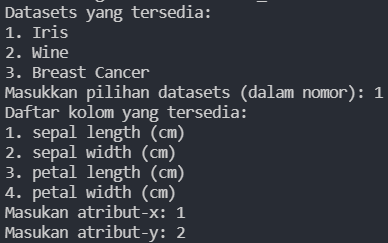 Datasets yang tersedia:
1. Iris
2. Wine
3. Breast Cancer
Masukkan pilihan datasets (dalam nomor): 1
Daftar kolom yang tersedia:
1. sepal length (cm)
2. sepal width (cm)
3. petal length (cm)
4. petal width (cm)
Masukan atribut-x: 1
Masukan atribut-y: 2